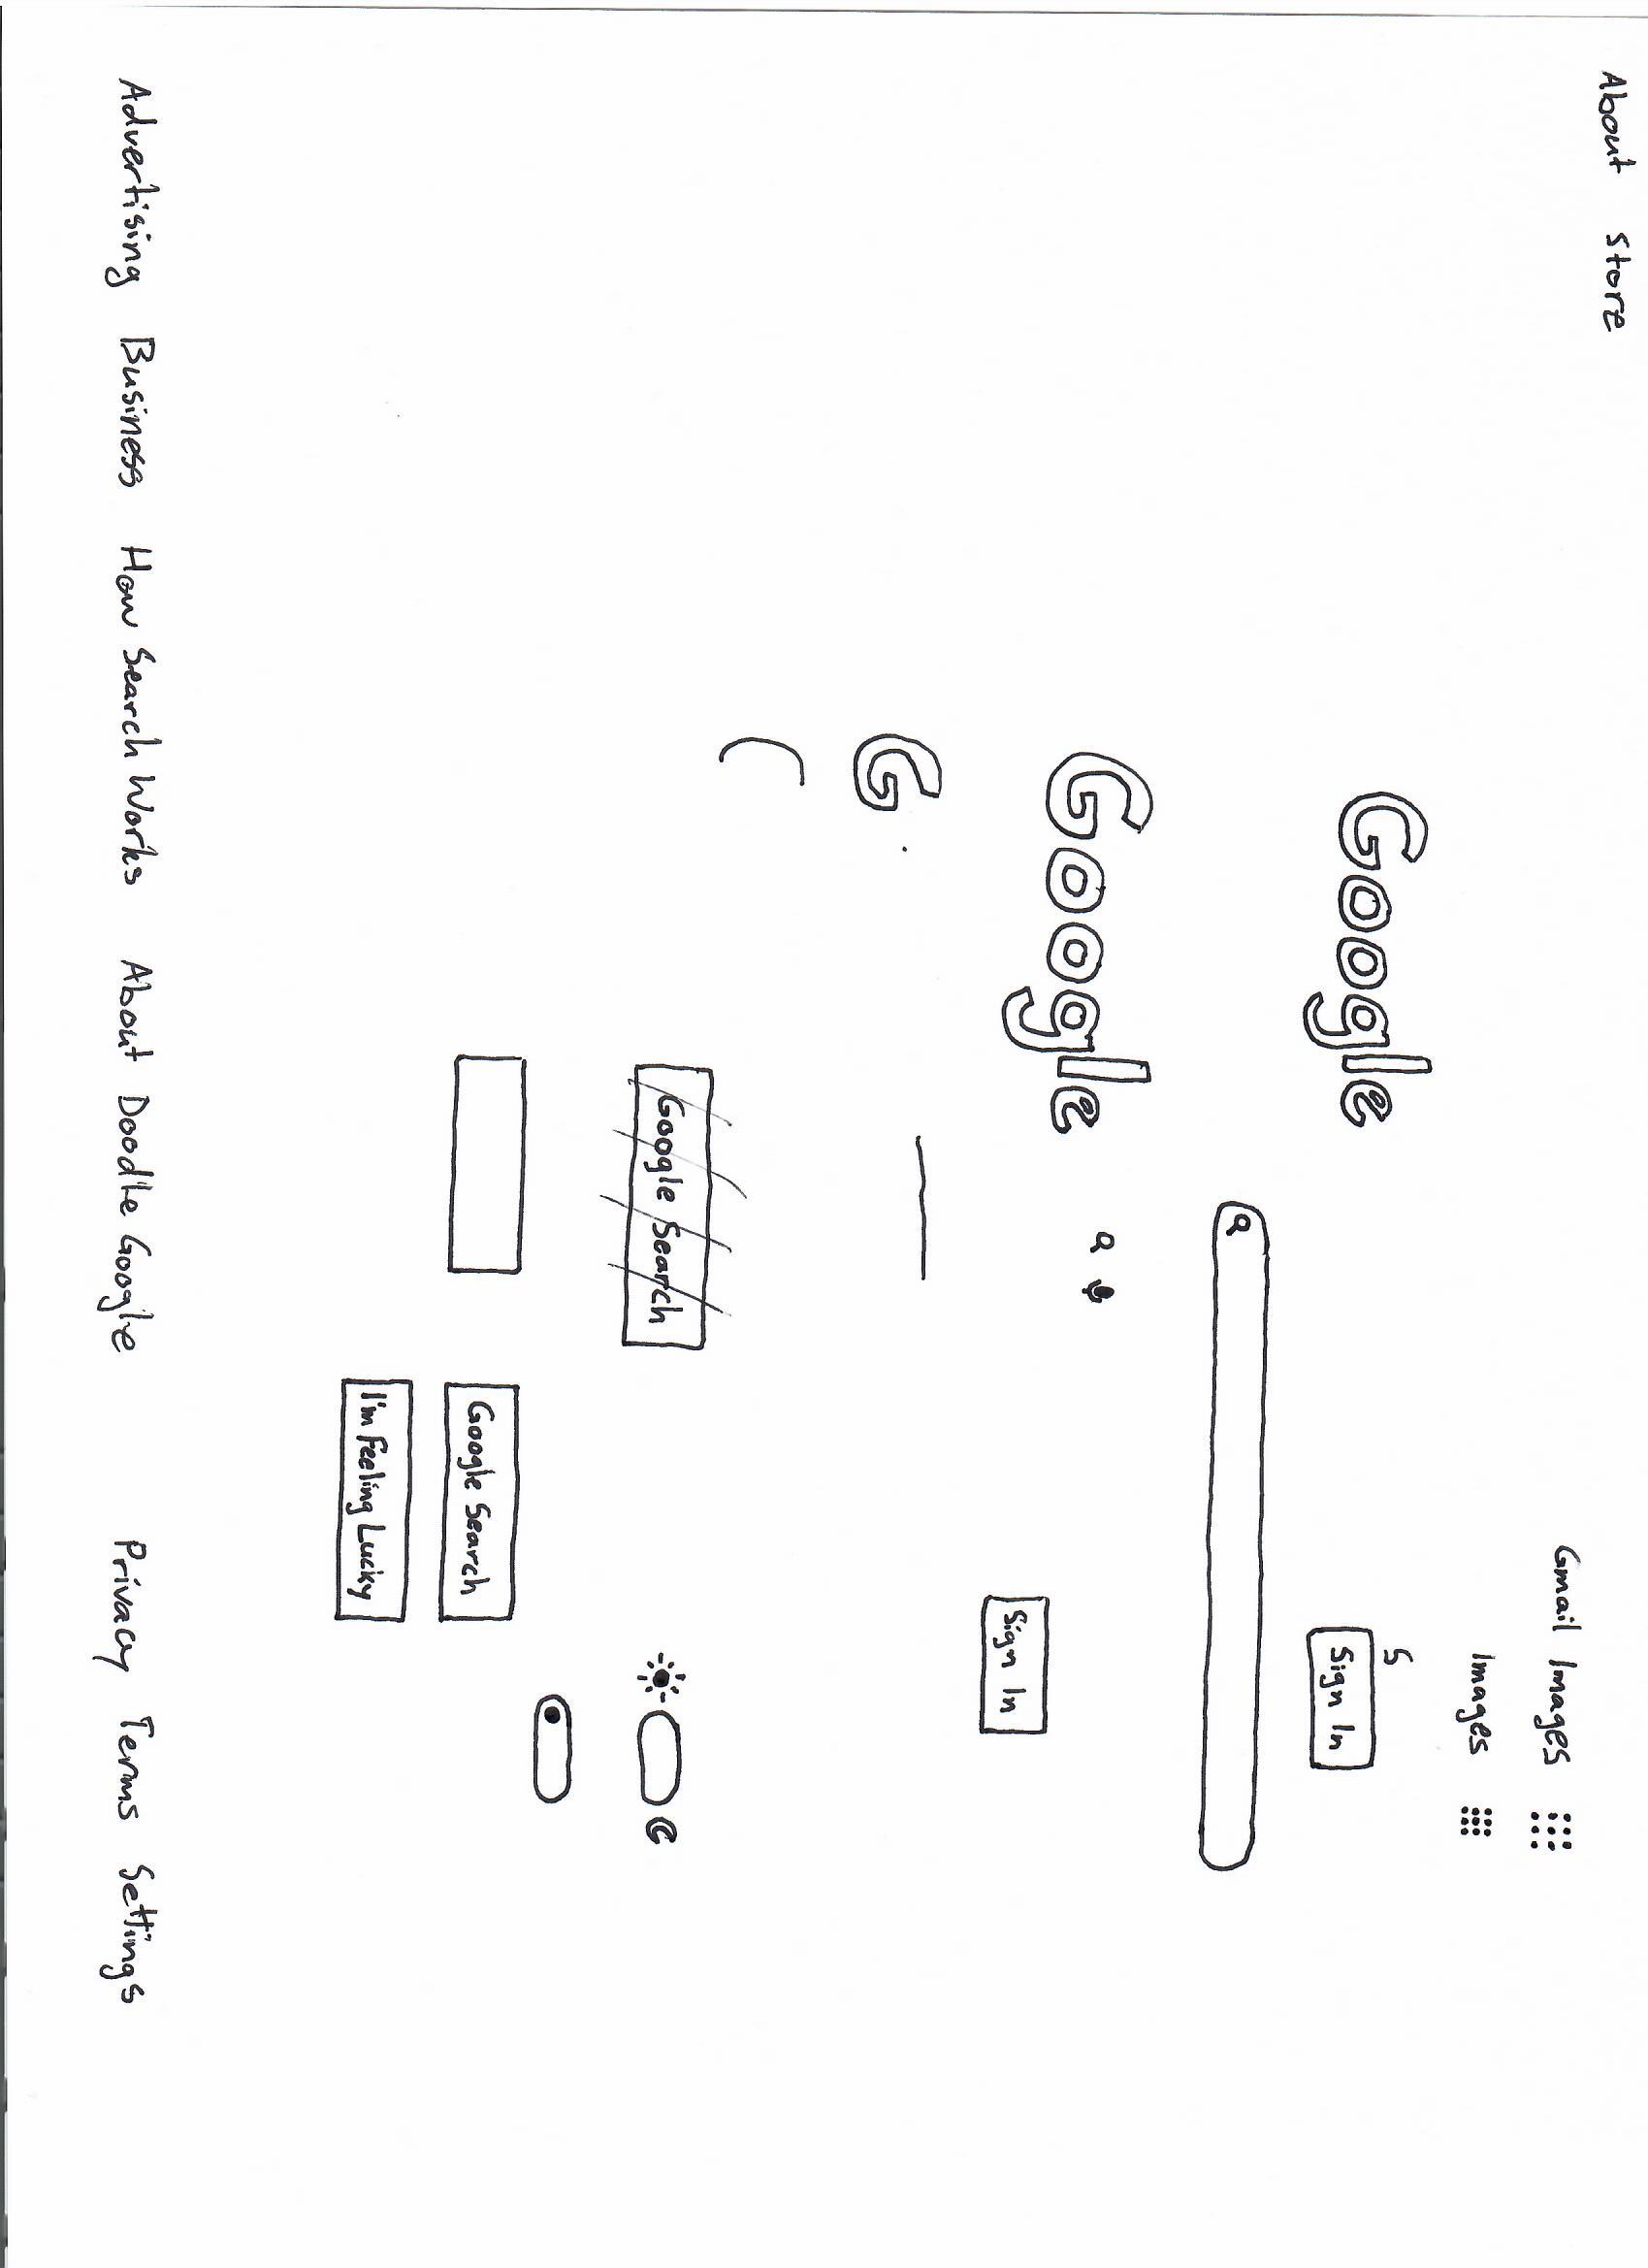 About Store
Gmail Images
Images
Google
S
Sign In
Google
Sign In
G
Google Search
Google Search
I'm Feeling Lucky
Advertising Business How Search Works About Doodle Google Privacy Terms Settings